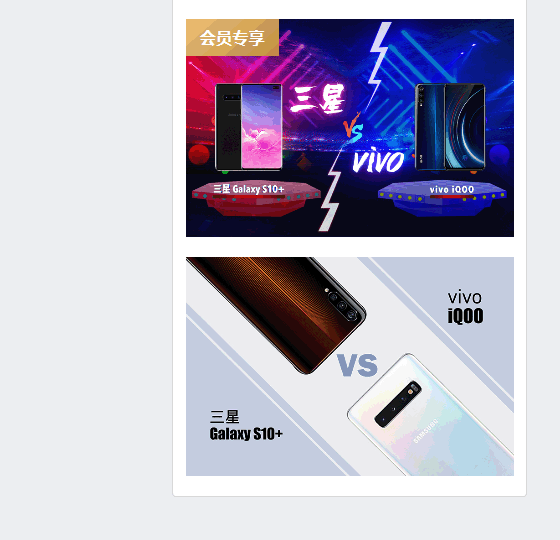 会员专享
三星
VS
vivo
三星 Galaxy S10+
vivo iQOO
vivo
iQOO
VS
三星
Galaxy S10+
SAMSUNG